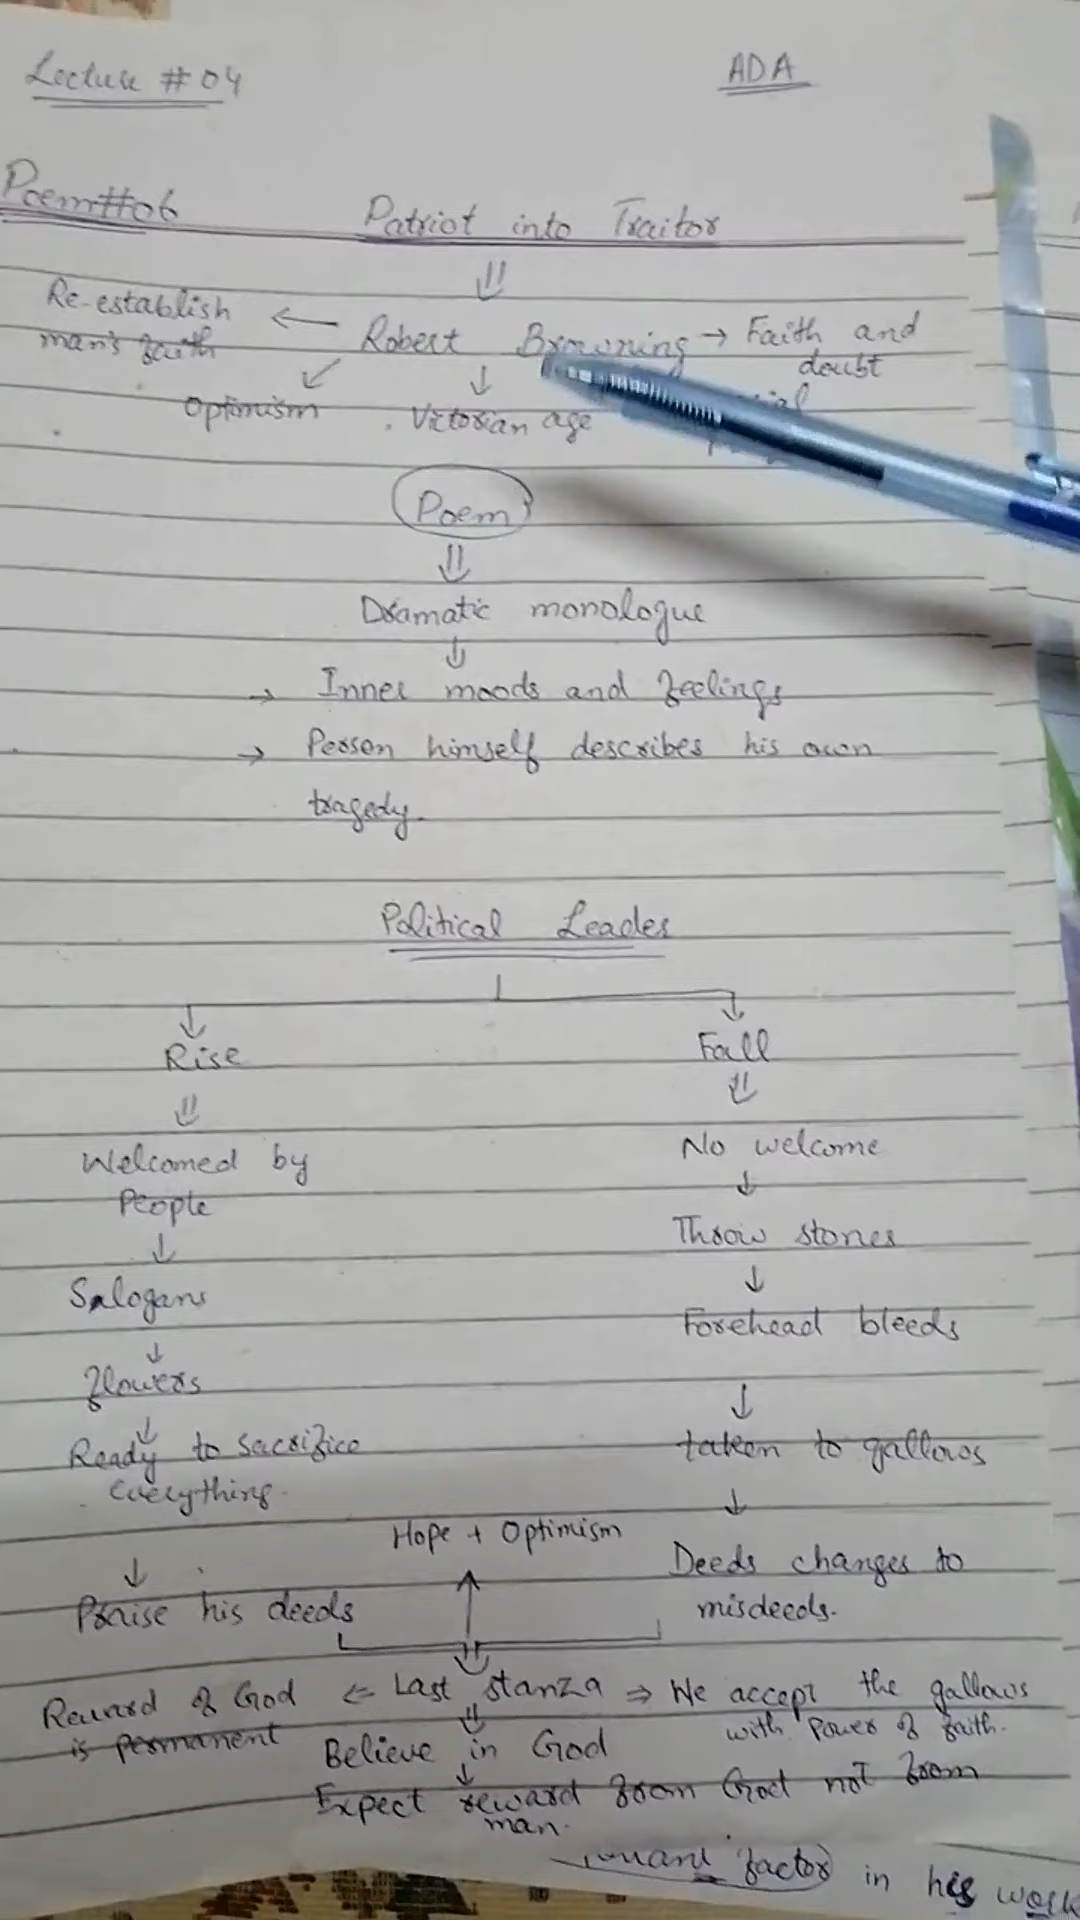 Lecture # 04
ADA
Poem#06
Patriot into Traitor
Re-establish man's faith ← Robert Browning → Faith and doubt
Optimism
Victorian age
Poem
Dramatic monologue
→ Inner moods and feelings
→ Person himself describes his own
tragedy.
Political Leader
Rise
Fall
Welcomed by
People
No welcome
Salogans
Throw stones
flowers
Forehead bleeds
Ready to sacrifice
everything.
taken to gallows
Hope + Optimism
Praise his deeds
Deeds changes to
misdeeds.
Reward of God is permanent ⇐ Last stanza ⇒ We accept the gallows with Power of faith.
Believe in God
Expect reward from God not from
man.
factor in his work